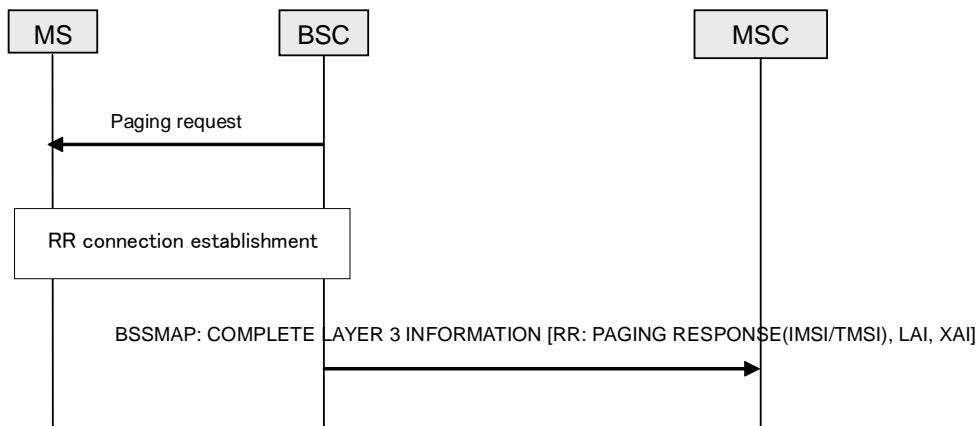 MS
BSC
MSC
Paging request
RR connection establishment
BSSMAP: COMPLETE LAYER 3 INFORMATION [RR: PAGING RESPONSE(IMSI/TMSI), LAI, XAI]